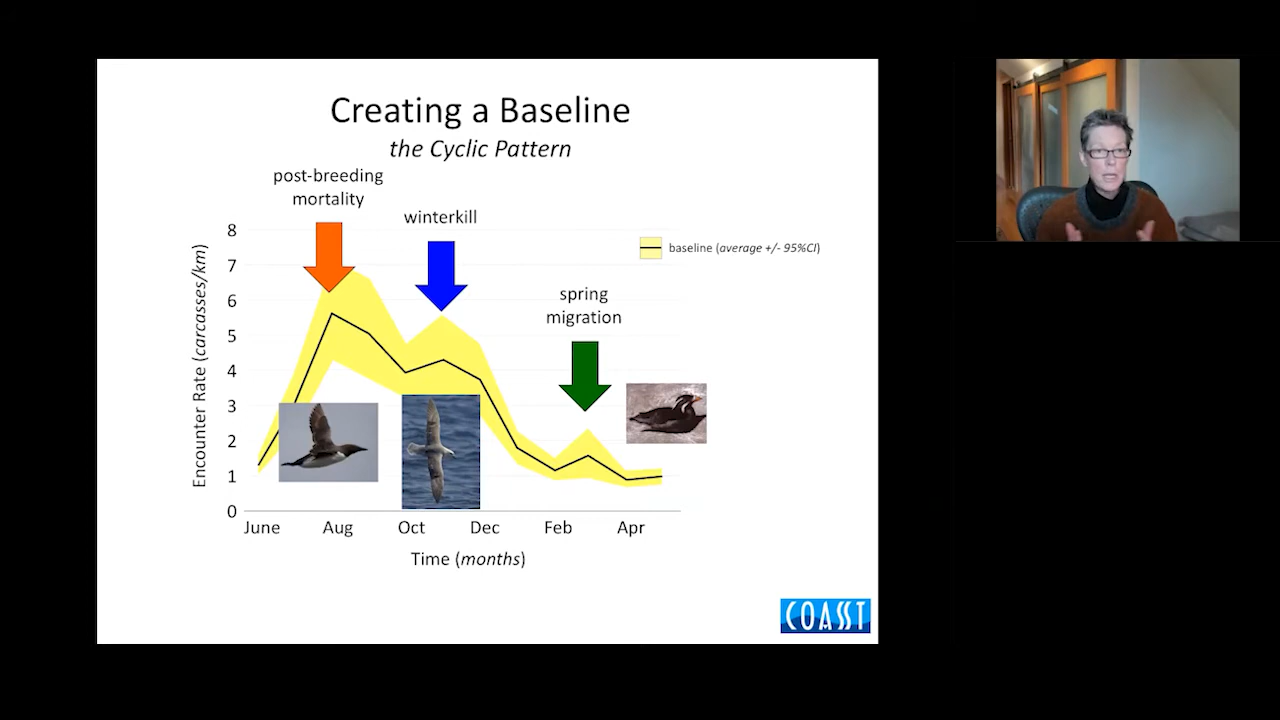 Creating a Baseline
the Cyclic Pattern
post-breeding
mortality
winterkill
spring
migration
baseline (average +/- 95%CI)
Encounter Rate (carcasses/km)
8
7
6
5
4
3
2
1
0
June Aug Oct Dec Feb Apr
Time (months)
COASST